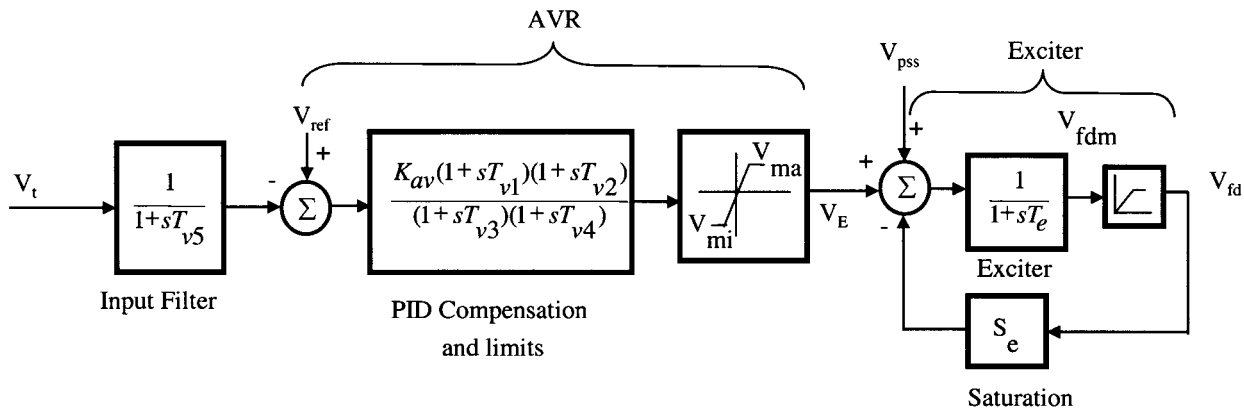 AVR
Exciter
V_pss
V_ref
V_fdm
+
+
+
V_t
1
1+sT_v5
-
Σ
K_av(1+sT_v1)(1+sT_v2)
(1+sT_v3)(1+sT_v4)
V_ma
V_mi
V_E
Σ
-
1
1+sT_e
V_fd
Input Filter
Exciter
PID Compensation
and limits
S_e
Saturation